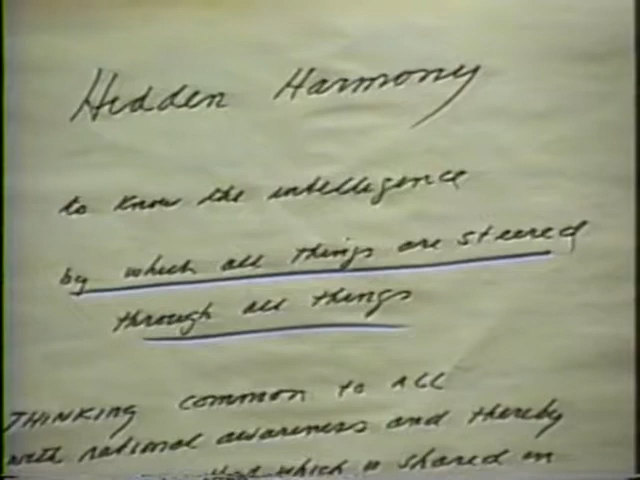 Hidden Harmony
to know the intelligence
by which all things are steered
through all things
THINKING common to ALL
with rational awareness and thereby
that which is shared in